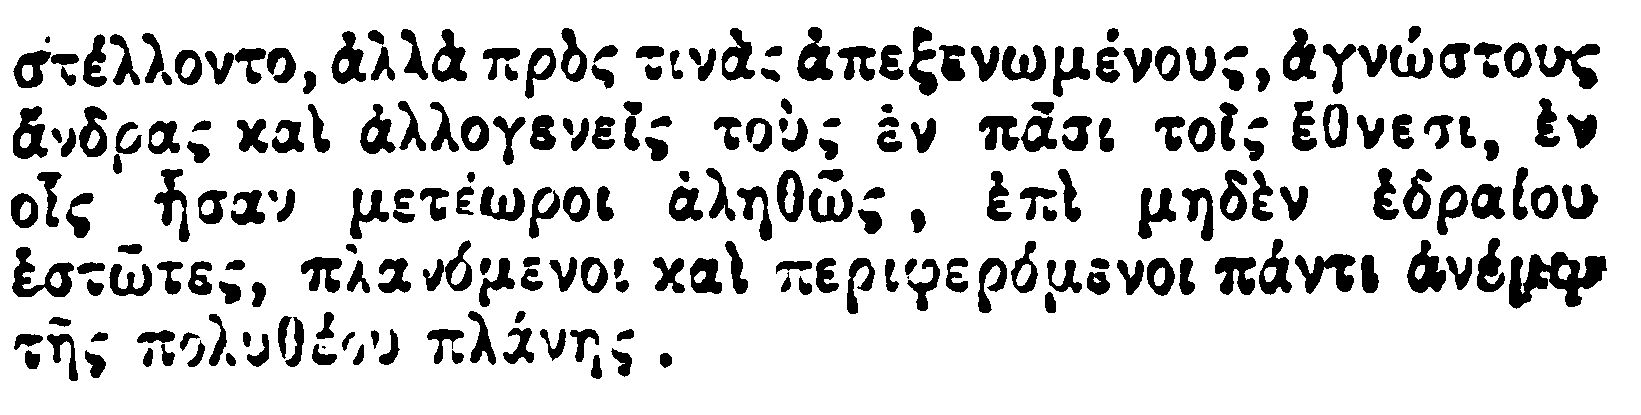 στέλλοντο, ἀλλὰ πρὸς τινὰς ἀπεξενωμένους, ἀγνώστους
ἄνδρας καὶ ἀλλογενεῖς τοὺς ἐν πᾶσι τοῖς ἔθνεσι, ἐν
οἷς ἦσαν μετέωροι ἀληθῶς, ἐπὶ μηδὲν ἑδραίου
ἑστῶτες, πλανόμενοι καὶ περιφερόμενοι πάντι ἀνέμῳ
τῆς πολυθέου πλάνης.